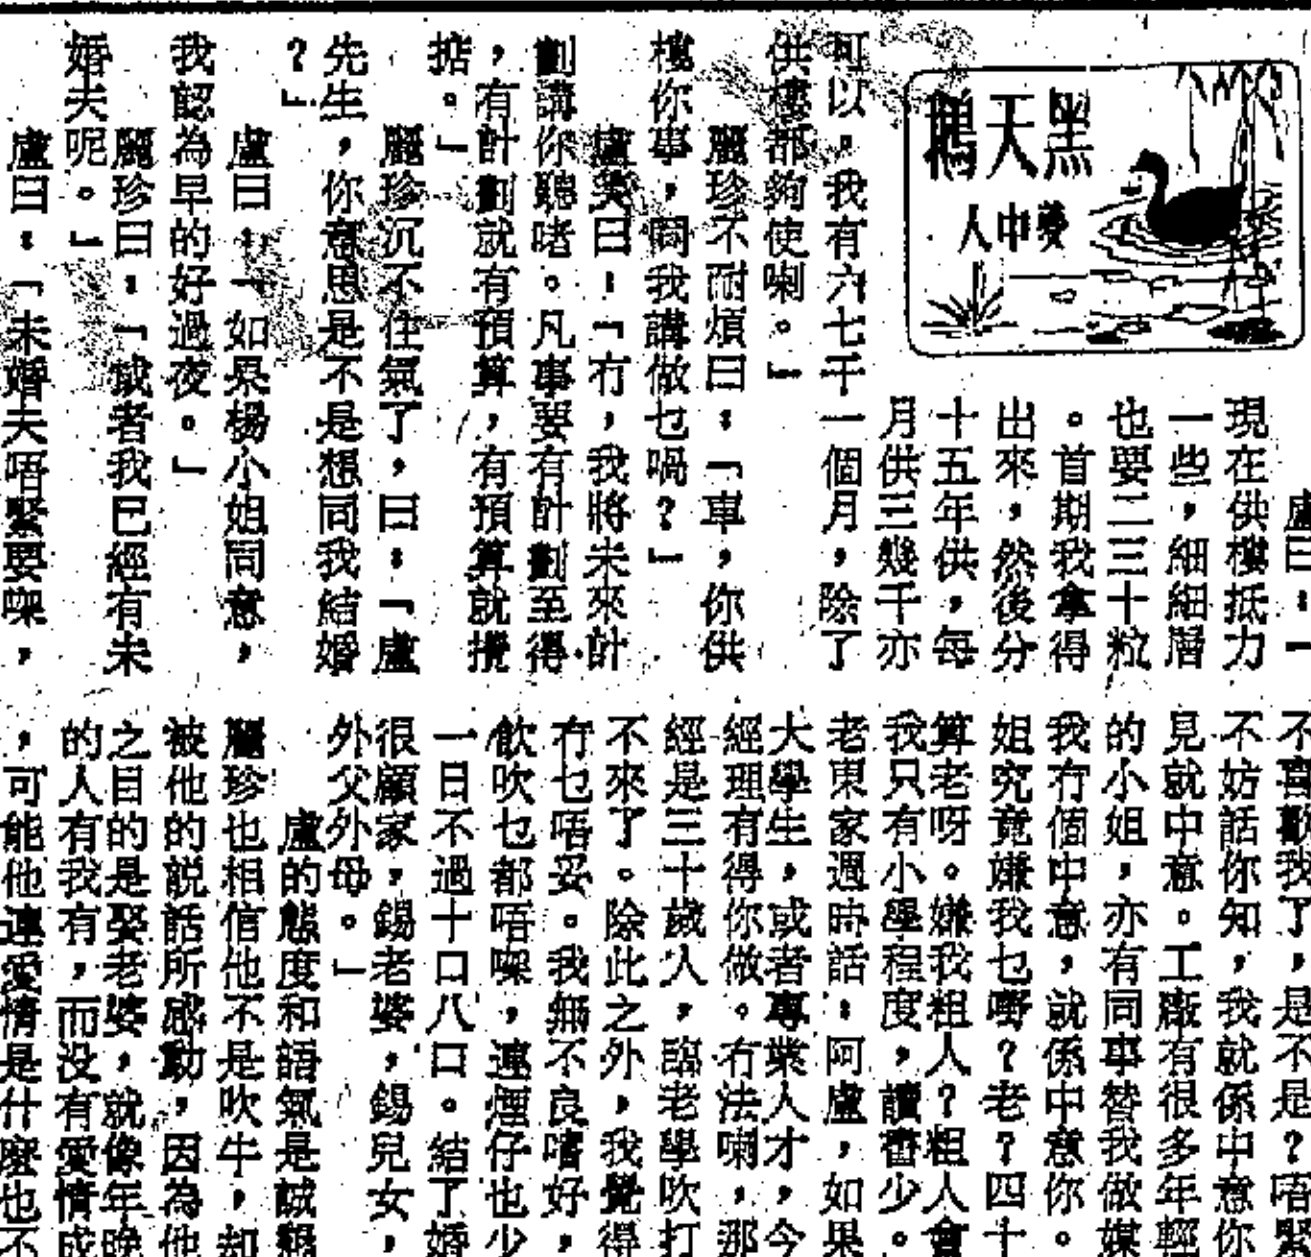 黑天鵝
夢中人
盧曰:「
現在供樓抵力
一些,細細層
也要二三十粒
。首期我拿得
出來,然後分
十五年供,每
月供三幾千亦
可以。我有六七千一個月,除了
供樓都夠使喇。」
麗珍不耐煩曰:「車,你供
樓你事,關我講做乜喎?」
盧笑曰:「冇,我將未來計
劃講你聽啫。凡事要有計劃至得
,有計劃就有預算,有預算就攪
掂。」
麗珍沉不住氣了,曰:「盧
先生,你意思是不是想同我結婚
?」
盧曰:「如果楊小姐同意,
我認為早的好過夜。」
麗珍曰:「或者我已經有未
婚夫呢。」
盧曰:「未婚夫唔緊要㗎,
不喜歡我了,是不是?唔緊
不妨話你知,我就係中意你
見就中意。工廠有很多年輕
的小姐,亦有同事替我做媒
我冇個中意,就係中意你。
姐究竟嫌我乜嘢?老?四十
算老呀。嫌我粗人?粗人會
我只有小學程度,讀書少。
老東家週時話:阿盧,如果
大學生,或者專業人才,今
經理有得你做。冇法喇,那
經是三十歲人,臨老學吹打
不來了。除此之外,我覺得
冇乜唔妥。我無不良嗜好,
飲吹乜都唔㗎,連煙仔也少
一日不過十口八口。結了婚
很顧家,錫老婆,錫兒女,
外父外母。」
盧的態度和語氣是誠懇
麗珍也相信他不是吹牛,却
被他的説話所感動,因為他
之目的是娶老婆,就像年晚
的人有我有,而没有愛情成
,可能他連愛情是什麼也不